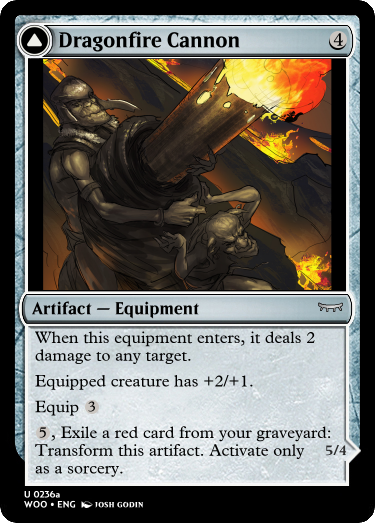 Dragonfire Cannon 4
Artifact — Equipment
When this equipment enters, it deals 2
damage to any target.
Equipped creature has +2/+1.
Equip 3
5, Exile a red card from your graveyard:
Transform this artifact. Activate only
as a sorcery.
5/4
U 0236a
WOO • ENG JOSH GODIN